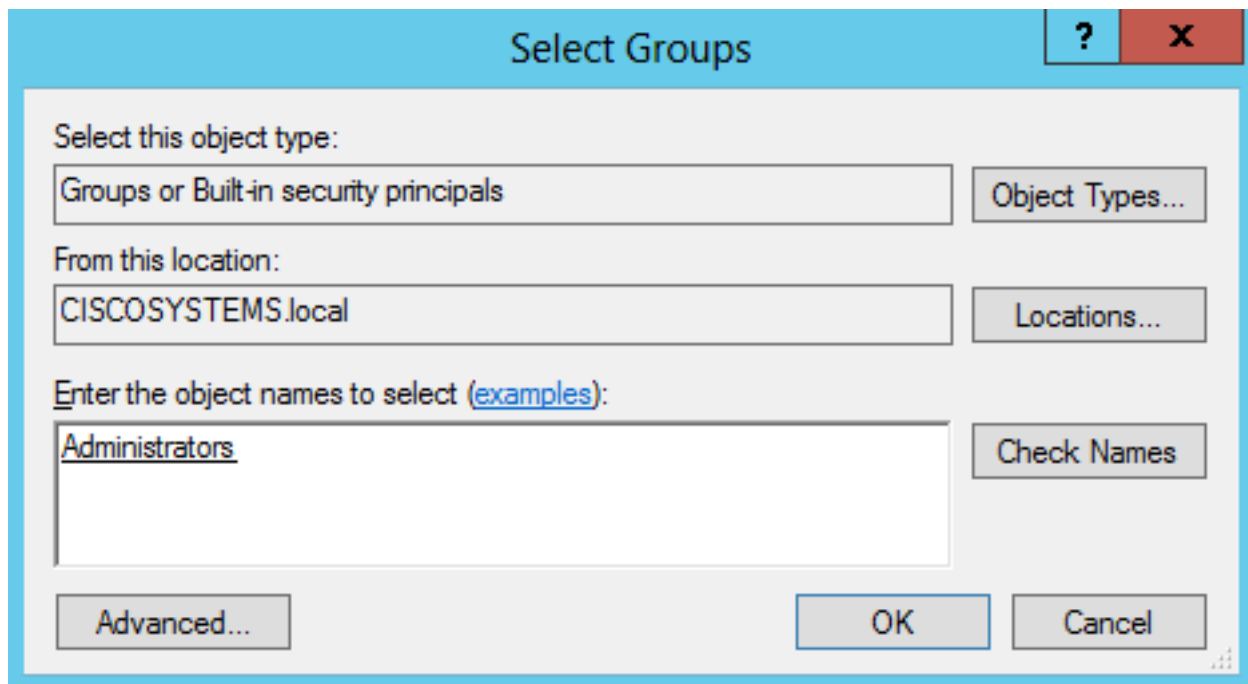 Select Groups
? x
Select this object type:
Groups or Built-in security principals
Object Types...
From this location:
CISCOSYSTEMS.local
Locations...
Enter the object names to select (examples):
Administrators
Check Names
Advanced...
OK
Cancel